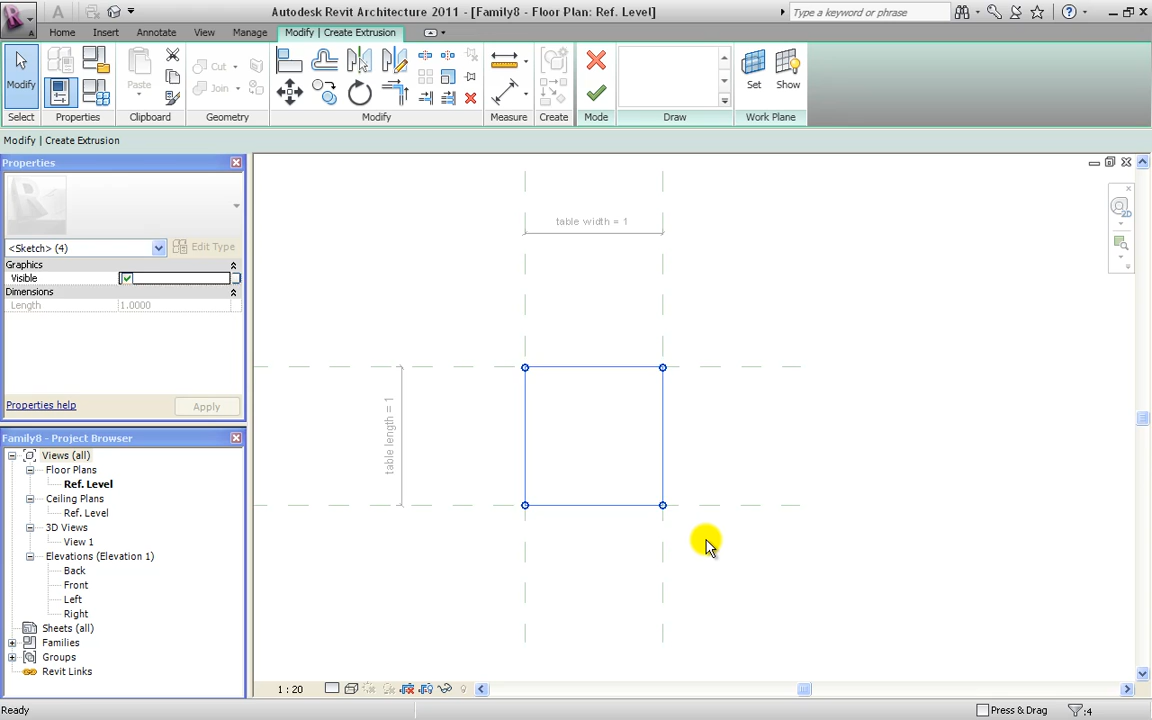 Autodesk Revit Architecture 2011 - [Family8 - Floor Plan: Ref. Level]
Type a keyword or phrase
Home Insert Annotate View Manage Modify | Create Extrusion
Modify Paste Cut Join Set Show
Select Properties Clipboard Geometry Modify Measure Create Mode Draw Work Plane
Modify | Create Extrusion
Properties
<Sketch> (4) Edit Type
Graphics
Visible
Dimensions
Length 1.0000
Properties help Apply
Family8 - Project Browser
Views (all)
Floor Plans
Ref. Level
Ceiling Plans
Ref. Level
3D Views
View 1
Elevations (Elevation 1)
Back
Front
Left
Right
Sheets (all)
Families
Groups
Revit Links
table width = 1
table length = 1
2D
1 : 20
Ready
Press & Drag
:4